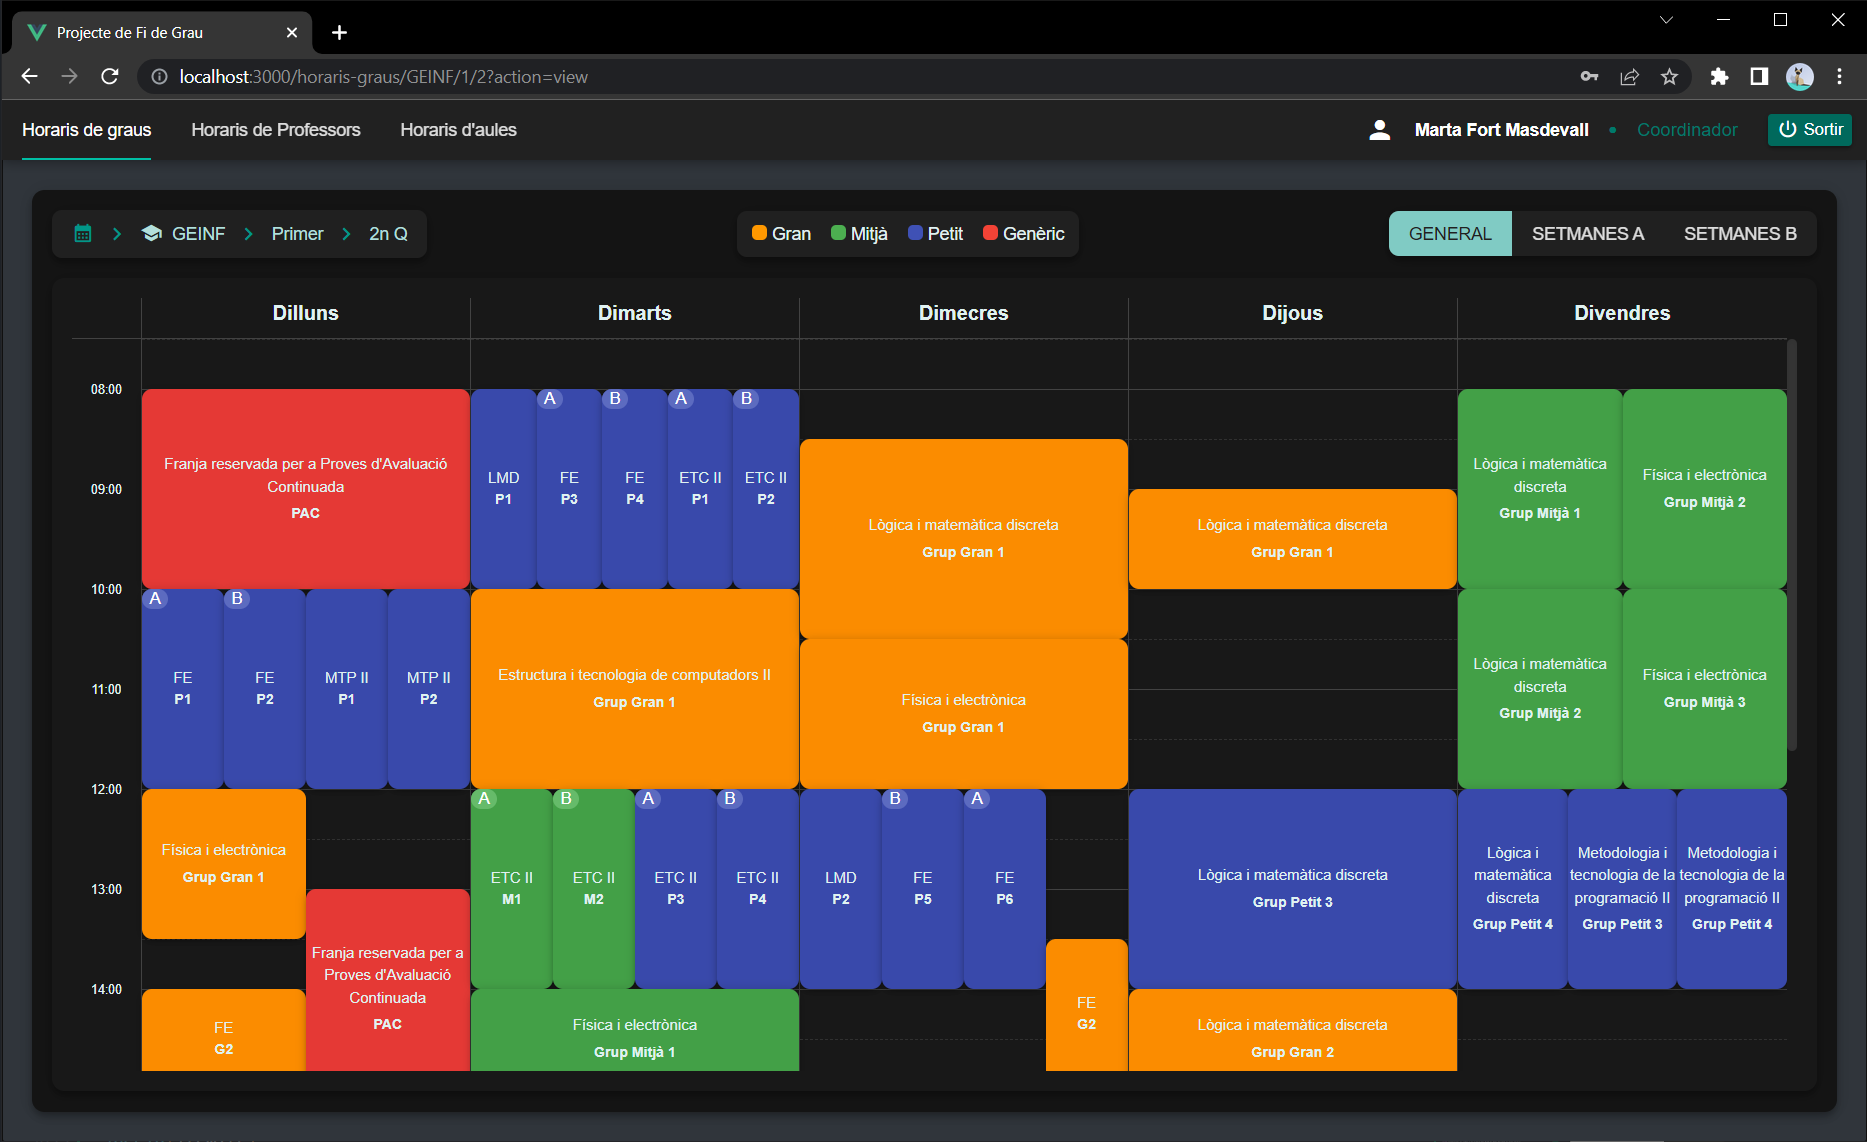 Projecte de Fi de Grau
localhost:3000/horaris-graus/GEINF/1/2?action=view
Horaris de graus
Horaris de Professors
Horaris d'aules
Marta Fort Masdevall
Coordinador
Sortir
GEINF
Primer
2n Q
Gran
Mitjà
Petit
Genèric
GENERAL
SETMANES A
SETMANES B
Dilluns
Dimarts
Dimecres
Dijous
Divendres
08:00
09:00
10:00
11:00
12:00
13:00
14:00
Franja reservada per a Proves d'Avaluació
Continuada
PAC
A
FE
P1
B
FE
P2
MTP II
P1
MTP II
P2
Física i electrònica
Grup Gran 1
Franja reservada per a
Proves d'Avaluació
Continuada
PAC
FE
G2
LMD
P1
A
FE
P3
B
FE
P4
A
ETC II
P1
B
ETC II
P2
Estructura i tecnologia de computadors II
Grup Gran 1
A
ETC II
M1
B
ETC II
M2
A
ETC II
P3
B
ETC II
P4
Física i electrònica
Grup Mitjà 1
Lògica i matemàtica discreta
Grup Gran 1
Física i electrònica
Grup Gran 1
LMD
P2
B
FE
P5
A
FE
P6
FE
G2
Lògica i matemàtica discreta
Grup Gran 1
Lògica i matemàtica discreta
Grup Petit 3
Lògica i matemàtica discreta
Grup Gran 2
Lògica i matemàtica
discreta
Grup Mitjà 1
Física i electrònica
Grup Mitjà 2
Lògica i matemàtica
discreta
Grup Mitjà 2
Física i electrònica
Grup Mitjà 3
Lògica i
matemàtica
discreta
Grup Petit 4
Metodologia i
tecnologia de la
programació II
Grup Petit 3
Metodologia i
tecnologia de la
programació II
Grup Petit 4